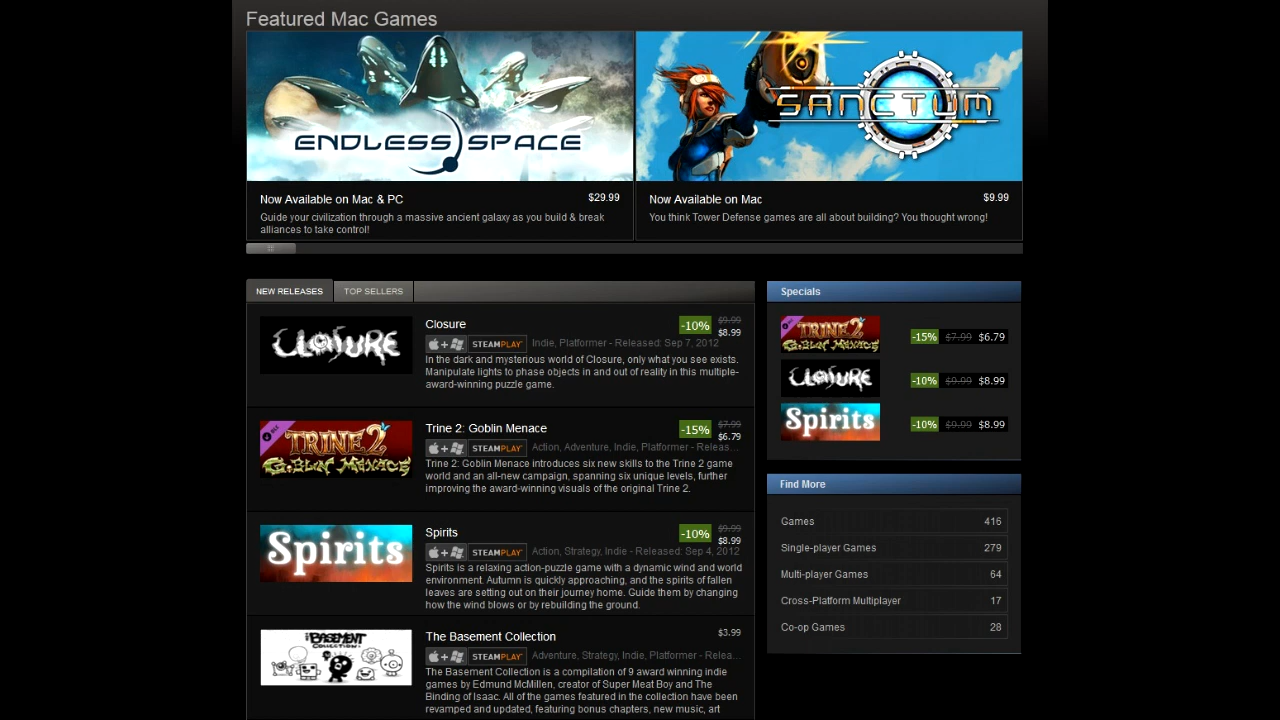 Featured Mac Games
ENDLESS SPACE
SANCTUM
Now Available on Mac & PC
$29.99
Guide your civilization through a massive ancient galaxy as you build & break
alliances to take control!
Now Available on Mac
$9.99
You think Tower Defense games are all about building? You thought wrong!
NEW RELEASES
TOP SELLERS
CLOSURE
Closure
-10%
$9.99
$8.99
STEAMPLAY
Indie, Platformer - Released: Sep 7, 2012
In the dark and mysterious world of Closure, only what you see exists.
Manipulate lights to phase objects in and out of reality in this multiple-
award-winning puzzle game.
TRINE 2
GOBLIN MENACE
Trine 2: Goblin Menace
-15%
$7.99
$6.79
STEAMPLAY
Action, Adventure, Indie, Platformer - Releas...
Trine 2: Goblin Menace introduces six new skills to the Trine 2 game
world and an all-new campaign, spanning six unique levels, further
improving the award-winning visuals of the original Trine 2.
Spirits
Spirits
-10%
$9.99
$8.99
STEAMPLAY
Action, Strategy, Indie - Released: Sep 4, 2012
Spirits is a relaxing action-puzzle game with a dynamic wind and world
environment. Autumn is quickly approaching, and the spirits of fallen
leaves are setting out on their journey home. Guide them by changing
how the wind blows or by rebuilding the ground.
THE BASEMENT
COLLECTION
The Basement Collection
$3.99
STEAMPLAY
Adventure, Strategy, Indie, Platformer - Relea...
The Basement Collection is a compilation of 9 award winning indie
games by Edmund McMillen, creator of Super Meat Boy and The
Binding of Isaac. All of the games featured in the collection have been
revamped and updated, featuring bonus chapters, new music, art
Specials
TRINE 2
GOBLIN MENACE
-15% $7.99 $6.79
CLOSURE
-10% $9.99 $8.99
Spirits
-10% $9.99 $8.99
Find More
Games 416
Single-player Games 279
Multi-player Games 64
Cross-Platform Multiplayer 17
Co-op Games 28